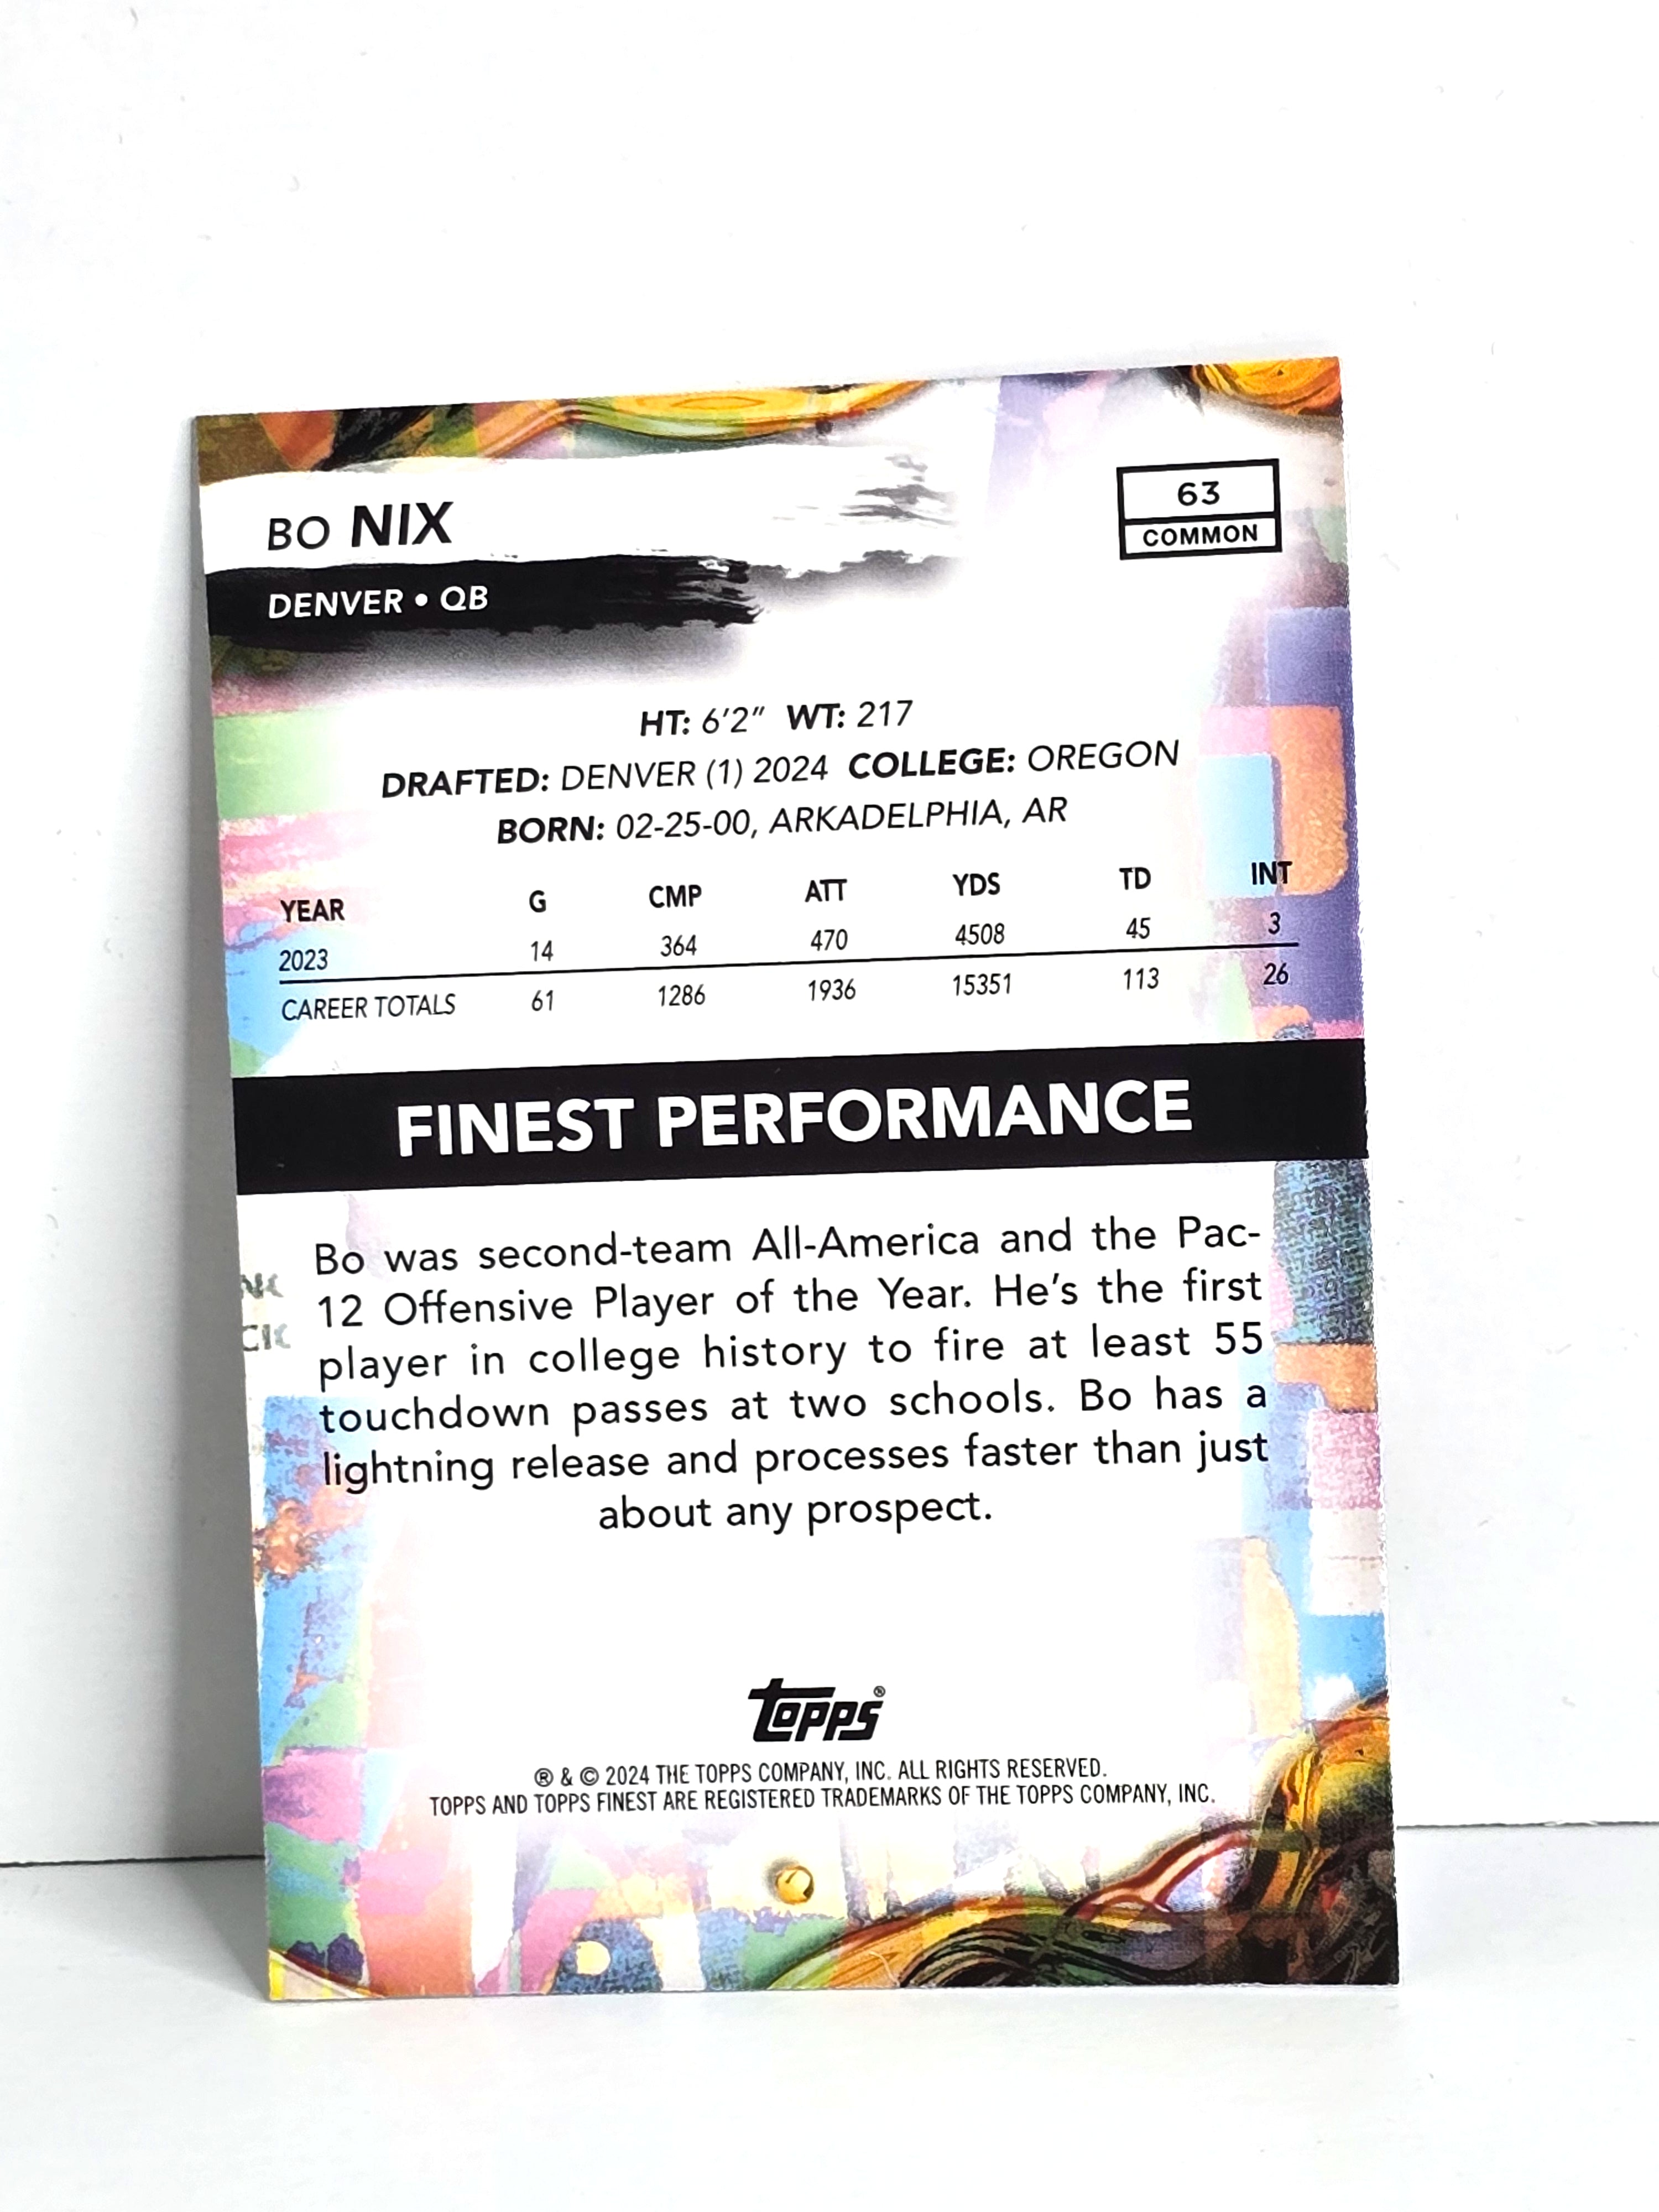 BO NIX
63
COMMON
DENVER • QB
HT: 6'2" WT: 217
DRAFTED: DENVER (1) 2024 COLLEGE: OREGON
BORN: 02-25-00, ARKADELPHIA, AR
YEAR G CMP ATT YDS TD INT
2023 14 364 470 4508 45 3
CAREER TOTALS 61 1286 1936 15351 113 26
FINEST PERFORMANCE
Bo was second-team All-America and the Pac-
12 Offensive Player of the Year. He's the first
player in college history to fire at least 55
touchdown passes at two schools. Bo has a
lightning release and processes faster than just
about any prospect.
topps®
® & © 2024 THE TOPPS COMPANY, INC. ALL RIGHTS RESERVED.
TOPPS AND TOPPS FINEST ARE REGISTERED TRADEMARKS OF THE TOPPS COMPANY, INC.